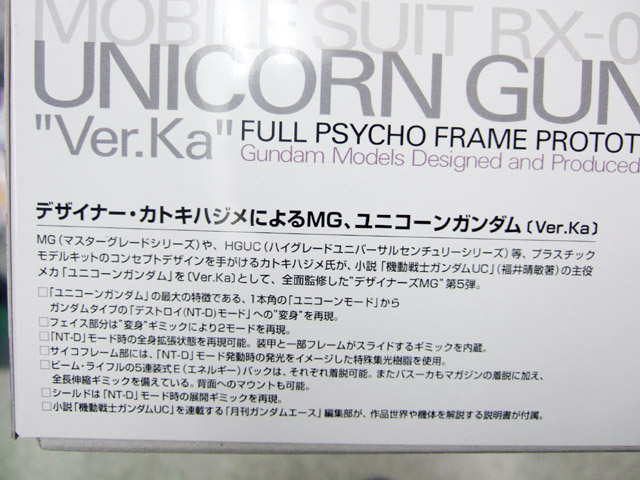 MOBILE SUIT RX-0
UNICORN GUN
"Ver.Ka" FULL PSYCHO FRAME PROTOT
Gundam Models Designed and Produced
デザイナー・カトキハジメによるMG、ユニコーンガンダム〔Ver.Ka〕
MG(マスターグレードシリーズ)や、HGUC(ハイグレードユニバーサルセンチュリーシリーズ)等、プラスチック
モデルキットのコンセプトデザインを手がけるカトキハジメ氏が、小説「機動戦士ガンダムUC」(福井晴敏著)の主役
メカ「ユニコーンガンダム」を〔Ver.Ka〕として、全面監修した"デザイナーズMG"第5弾。
□「ユニコーンガンダム」の最大の特徴である、1本角の「ユニコーンモード」から
ガンダムタイプの「デストロイ(NT-D)モード」への"変身"を再現。
□フェイス部分は"変身"ギミックにより2モードを再現。
□「NT-D」モード時の全身拡張状態を再現可能。装甲と一部フレームがスライドするギミックを内蔵。
□サイコフレーム部には、「NT-D」モード発動時の発光をイメージした特殊集光樹脂を使用。
□ビーム・ライフルの5連装式E(エネルギー)パックは、それぞれ着脱可能。またバズーカもマガジンの着脱に加え、
全長伸縮ギミックを備えている。背面へのマウントも可能。
□シールドは「NT-D」モード時の展開ギミックを再現。
□小説「機動戦士ガンダムUC」を連載する「月刊ガンダムエース」編集部が、作品世界や機体を解説する説明書が付属。